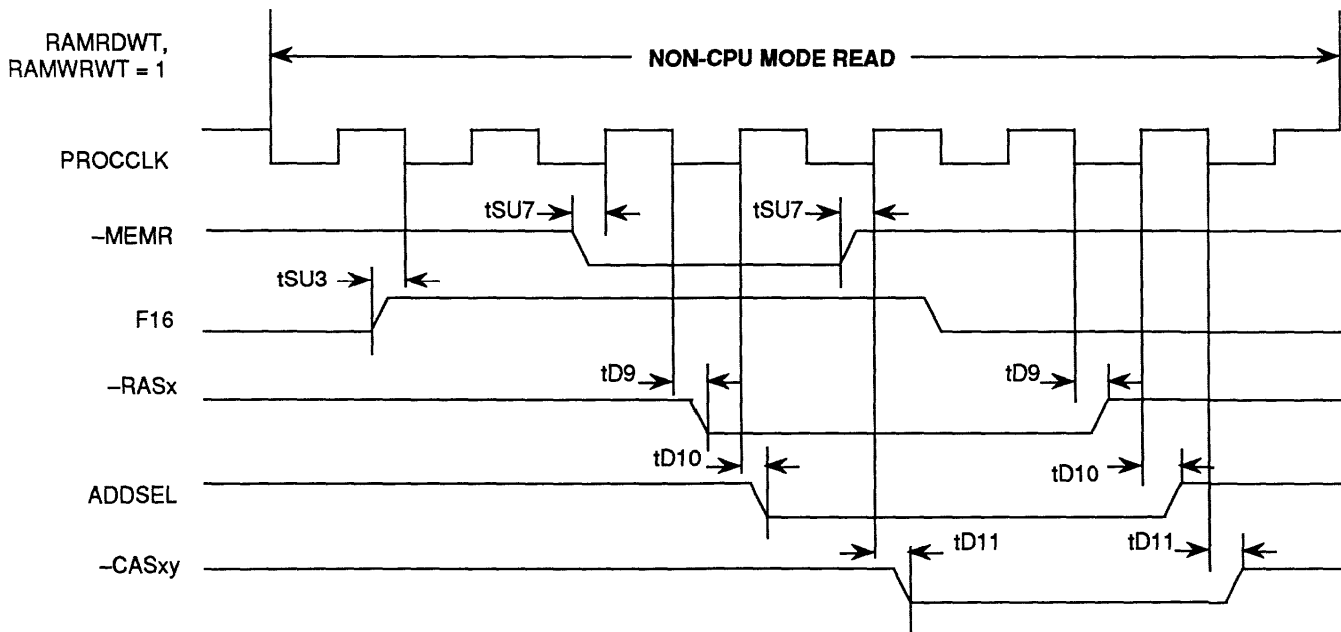 RAMRDWT,
RAMWRWT = 1
NON-CPU MODE READ
PROCCLK
tSU7
tSU7
–MEMR
tSU3
F16
–RASx
tD9
tD9
tD10
tD10
ADDSEL
tD11
tD11
–CASxy